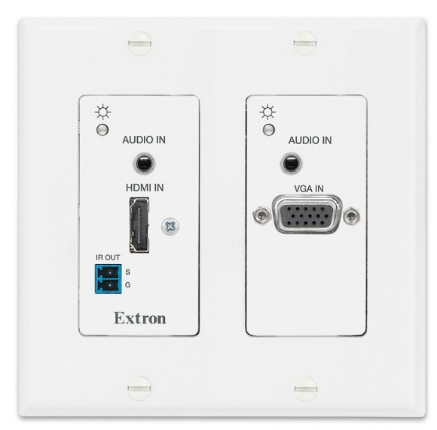 AUDIO IN
HDMI IN
IR OUT
S
G
Extron
AUDIO IN
VGA IN